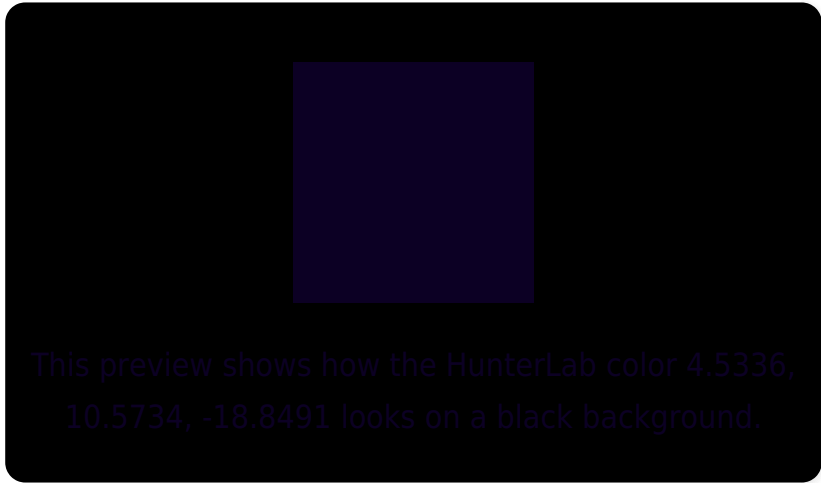 This preview shows how the HunterLab color 4.5336,
10.5734, -18.8491 looks on a black background.